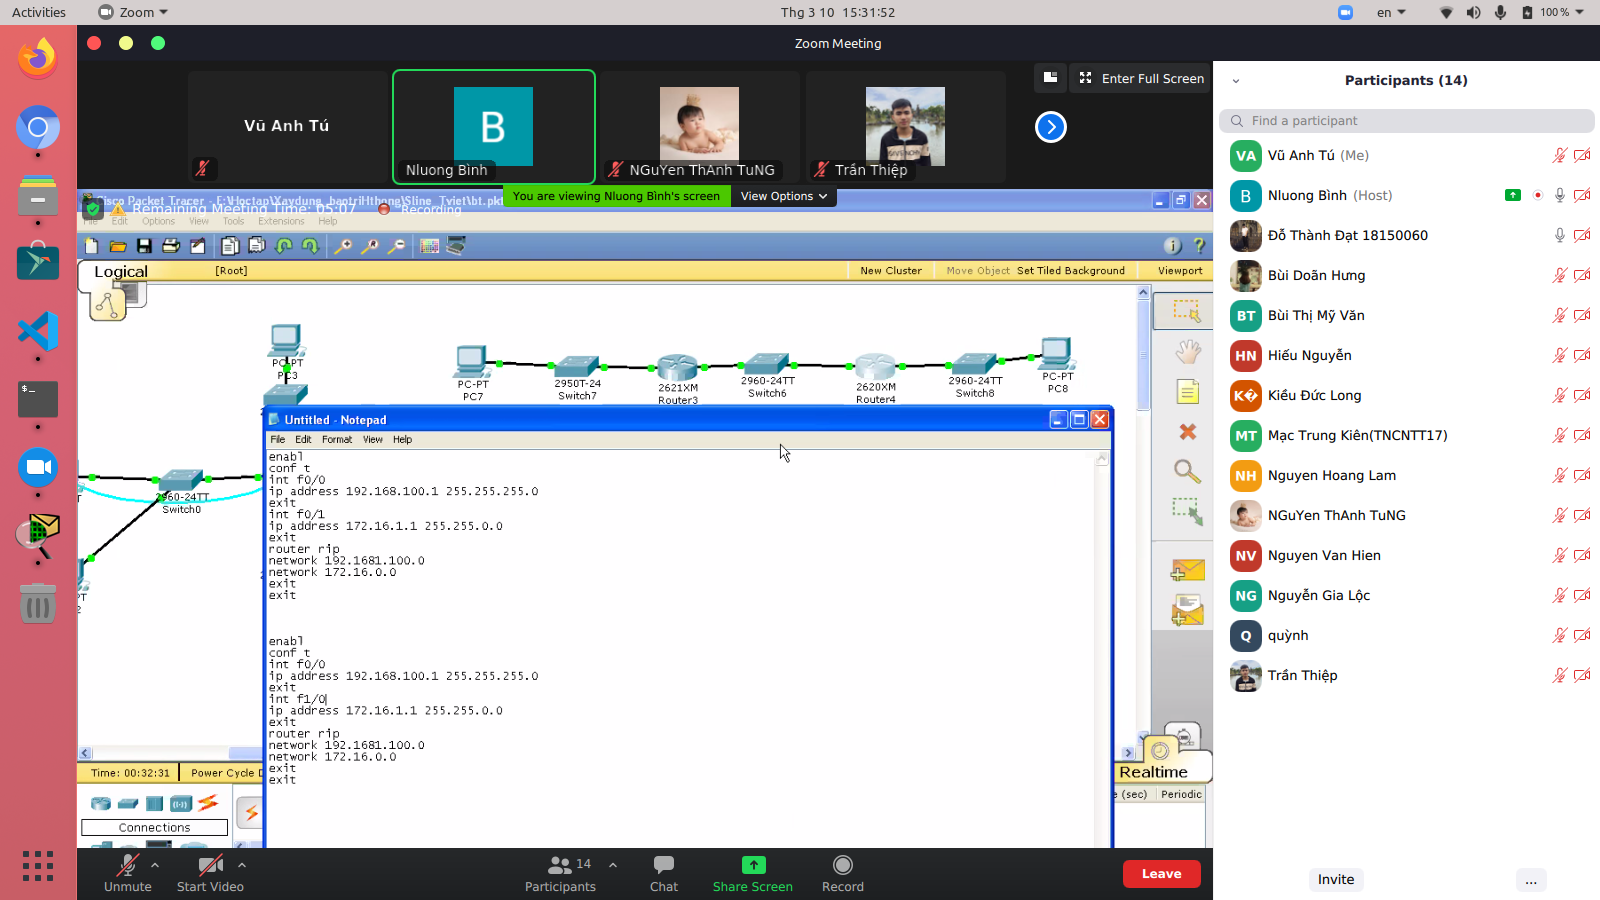 Activities
Zoom
Thg 3 10 15:31:52
en
100 %
Zoom Meeting
Vũ Anh Tú
B
Nluong Bình
NGuYen ThAnh TuNG
Trần Thiệp
Enter Full Screen
You are viewing Nluong Bình's screen
View Options
Cisco Packet Tracer - E:\Hoctap\Xaydung_baotriHthong\Sline_Tviet\bt.pkt
Remaining Meeting Time: 05:07
Recording
File Edit Options View Tools Extensions Help
Logical
[Root]
New Cluster
Move Object
Set Tiled Background
Viewport
PC-PT
PC3
PC-PT
PC7
2950T-24
Switch7
2621XM
Router3
2960-24TT
Switch6
2620XM
Router4
2960-24TT
Switch8
PC-PT
PC8
2960-24TT
Switch0
Untitled - Notepad
File Edit Format View Help
enabl
conf t
int f0/0
ip address 192.168.100.1 255.255.255.0
exit
int f0/1
ip address 172.16.1.1 255.255.0.0
exit
router rip
network 192.1681.100.0
network 172.16.0.0
exit
exit
enabl
conf t
int f0/0
ip address 192.168.100.1 255.255.255.0
exit
int f1/0
ip address 172.16.1.1 255.255.0.0
exit
router rip
network 192.1681.100.0
network 172.16.0.0
exit
exit
Time: 00:32:31
Power Cycle D
Realtime
(sec)
Periodic
Connections
Unmute
Start Video
14
Participants
Chat
Share Screen
Record
Leave
Participants (14)
Find a participant
VA Vũ Anh Tú (Me)
B Nluong Bình (Host)
Đỗ Thành Đạt 18150060
Bùi Doãn Hưng
BT Bùi Thị Mỹ Văn
HN Hiếu Nguyễn
K� Kiều Đức Long
MT Mạc Trung Kiên(TNCNTT17)
NH Nguyen Hoang Lam
NGuYen ThAnh TuNG
NV Nguyen Van Hien
NG Nguyễn Gia Lộc
Q quỳnh
Trần Thiệp
Invite
...